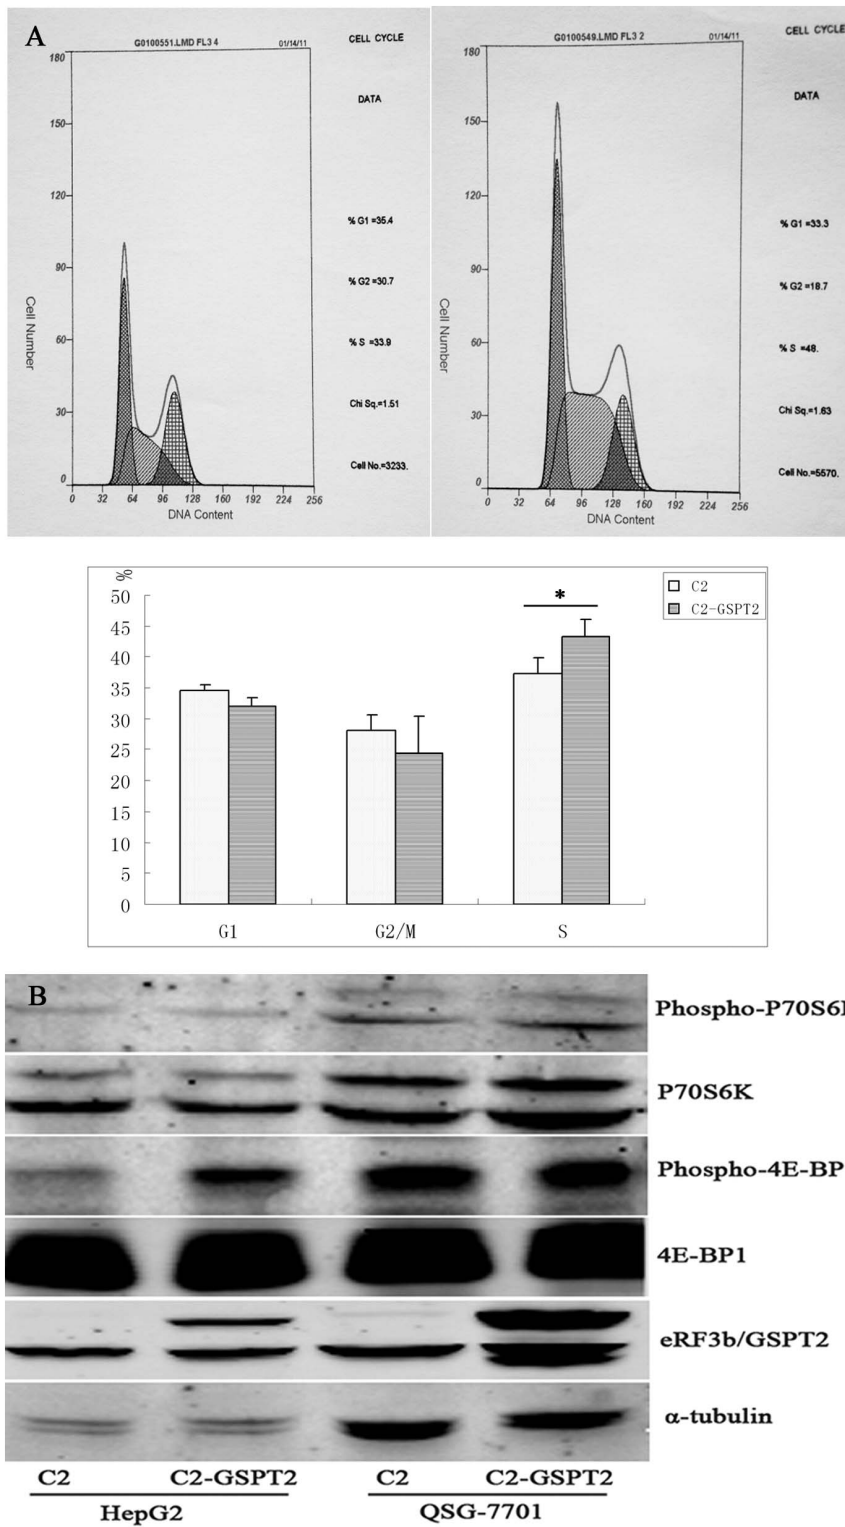 A
G0100551.LMD FL3 4 01/14/11 CELL CYCLE
DATA
% G1 =35.4
% G2 =30.7
% S =33.9
Chi Sq.=1.51
Cell No.=3233.
Cell Number
180
150
120
90
60
30
0
0 32 64 96 128 160 192 224 256
DNA Content
G0100549.LMD FL3 2 01/14/11 CELL CYCLE
DATA
% G1 =33.3
% G2 =18.7
% S =48.
Chi Sq.=1.63
Cell No.=5570.
Cell Number
180
150
120
90
60
30
0
0 32 64 96 128 160 192 224 256
DNA Content
%
50
45
40
35
30
25
20
15
10
5
0
*
C2
C2-GSPT2
G1 G2/M S
B
Phospho-P70S6K
P70S6K
Phospho-4E-BP
4E-BP1
eRF3b/GSPT2
α-tubulin
C2 C2-GSPT2 C2 C2-GSPT2
HepG2 QSG-7701